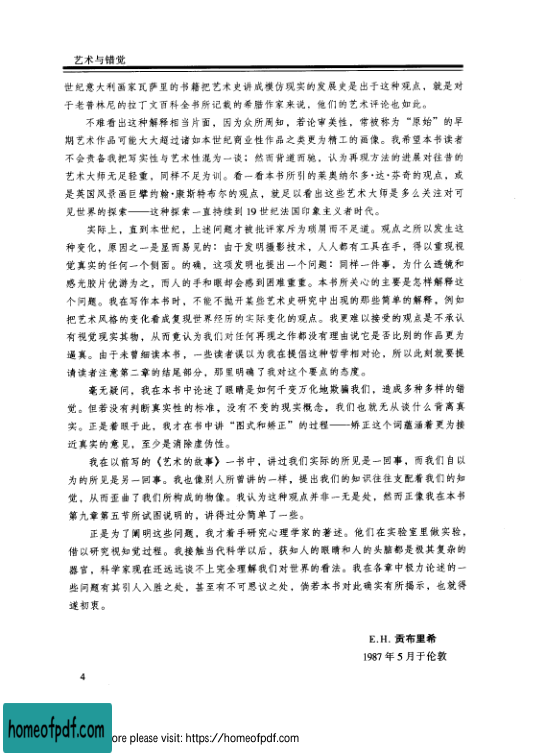 艺术与错觉
世纪意大利画家瓦萨里的书籍把艺术史讲成模仿现实的发展史是出于这种观点，就是对
于老普林尼的拉丁文百科全书所记载的希腊作家来说，他们的艺术评论也如此。
不难看出这种解释相当片面，因为众所周知，若论审美性，常被称为“原始”的早
期艺术作品可能大大超过诸如本世纪商业性作品之类更为精工的画像。我希望本书读者
不会责备我把写实性与艺术性混为一谈；然而背道而驰，认为再现方法的进展对往昔的
艺术大师无足轻重，同样不足为训。看一看本书所引的莱奥纳尔多·达·芬奇的观点，或
是英国风景画巨擘约翰·康斯特布尔的观点，就足以看出这些艺术大师是多么关注对可
见世界的探索——这种探索一直持续到 19 世纪法国印象主义者时代。
实际上，直到本世纪，上述问题才被批评家斥为琐屑而不足道。观点之所以发生这
种变化，原因之一是显而易见的：由于发明摄影技术，人人都有工具在手，得以重现视
觉真实的任何一个侧面。的确，这项发明也提出一个问题：同样一件事，为什么透镜和
感光胶片优游为之，而人的手和眼却会感到困难重重。本书所关心的主要是怎样解释这
个问题。我在写作本书时，不能不抛开某些艺术史研究中出现的那些简单的解释，例如
把艺术风格的变化看成复现世界经历的实际变化的观点。我更难以接受的观点是不承认
有视觉现实其物，从而竟认为我们对任何再现之作都没有理由说它是否比别的作品更为
逼真。由于未曾细读本书，一些读者误以为我在提倡这种哲学相对论，所以此刻就要提
请读者注意第二章的结尾部分，那里明确了我对这个要点的态度。
毫无疑问，我在本书中论述了眼睛是如何千变万化地欺骗我们，造成多种多样的错
觉。但若没有判断真实性的标准，没有不变的现实概念，我们也就无从谈什么背离真
实。正是着眼于此，我才在书中讲“图式和矫正”的过程——矫正这个词蕴涵着更为接
近真实的意见，至少是消除虚伪性。
我在以前写的《艺术的故事》一书中，讲过我们实际的所见是一回事，而我们自以
为的所见是另一回事。我也像别人所曾讲的一样，提出我们的知识往往支配着我们的知
觉，从而歪曲了我们所构成的物像。我认为这种观点并非一无是处，然而正像我在本书
第九章第五节所试图说明的，讲得过分简单了一些。
正是为了阐明这些问题，我才着手研究心理学家的著述。他们在实验室里做实验，
借以研究视知觉过程。我接触当代科学以后，获知人的眼睛和人的头脑都是极其复杂的
器官，科学家现在还远远谈不上完全理解我们对世界的看法。我在各章中极力论述的一
些问题有其引人入胜之处，甚至有不可思议之处，倘若本书对此确实有所揭示，也就得
遂初衷。
E.H. 贡布里希
1987 年 5 月于伦敦
4
homeofpdf.com
ore please visit: https://homeofpdf.com